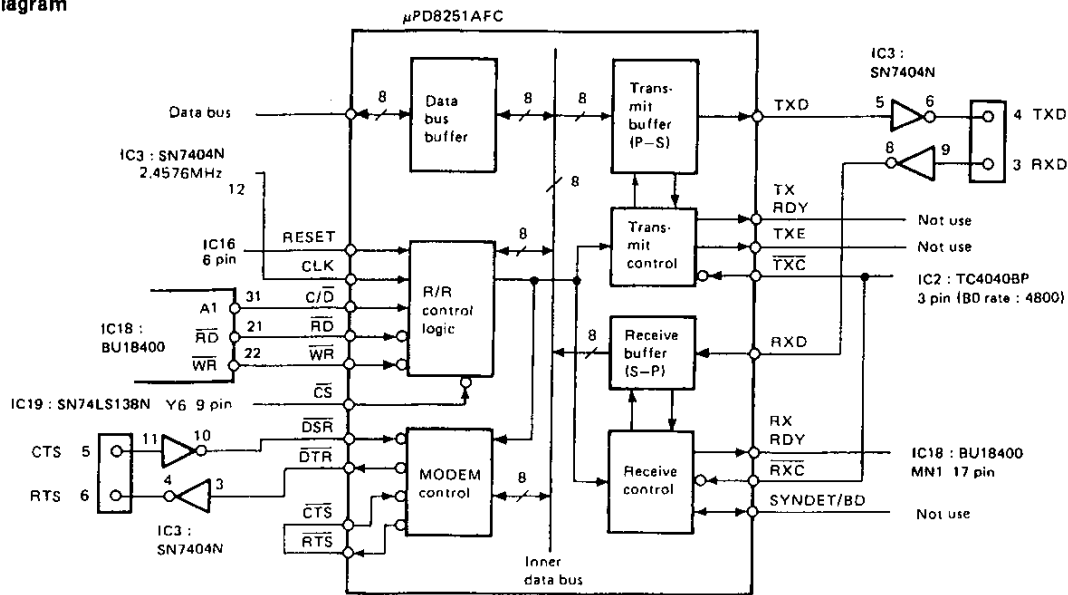 agram
μPD8251AFC
IC3 :
SN7404N
Data bus
8
Data
bus
buffer
8
8
Trans-
mit
buffer
(P–S)
TXD
5
6
4 TXD
8
9
3 RXD
IC3 : SN7404N
2.4576MHz
12
8
TX
RDY
Not use
TXE
Not use
Trans-
mit
control
TXC
IC2 : TC4040BP
3 pin (BD rate : 4800)
IC16
6 pin
RESET
8
CLK
R/R
control
logic
A1
31
C/D
IC18 :
BU18400
RD
21
RD
WR
22
WR
8
Receive
buffer
(S–P)
RXD
IC19 : SN74LS138N Y6 9 pin
CS
CTS 5
11
10
DSR
DTR
RTS 6
4
3
IC3 :
SN7404N
MODEM
control
8
CTS
RTS
Receive
control
RX
RDY
IC18 : BU18400
MN1 17 pin
RXC
SYNDET/BD
Not use
Inner
data bus